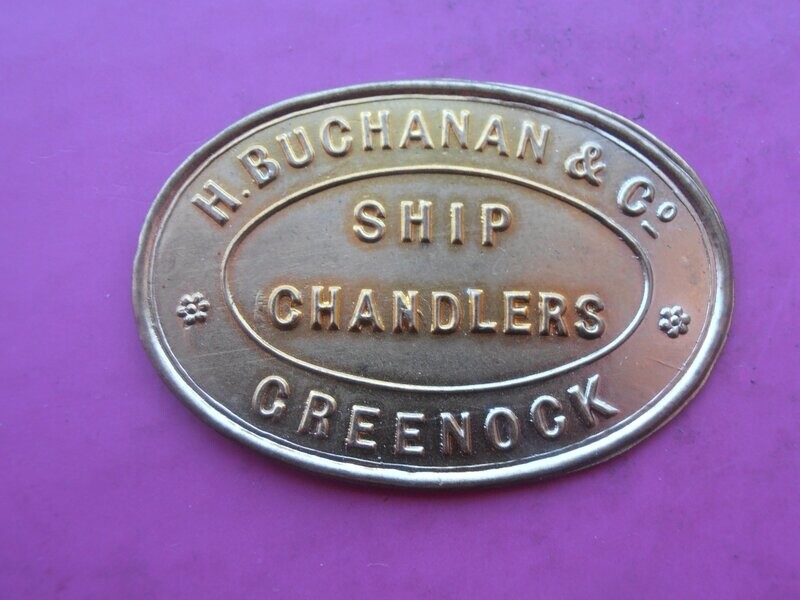 H. BUCHANAN & Cº
SHIP
CHANDLERS
GREENOCK